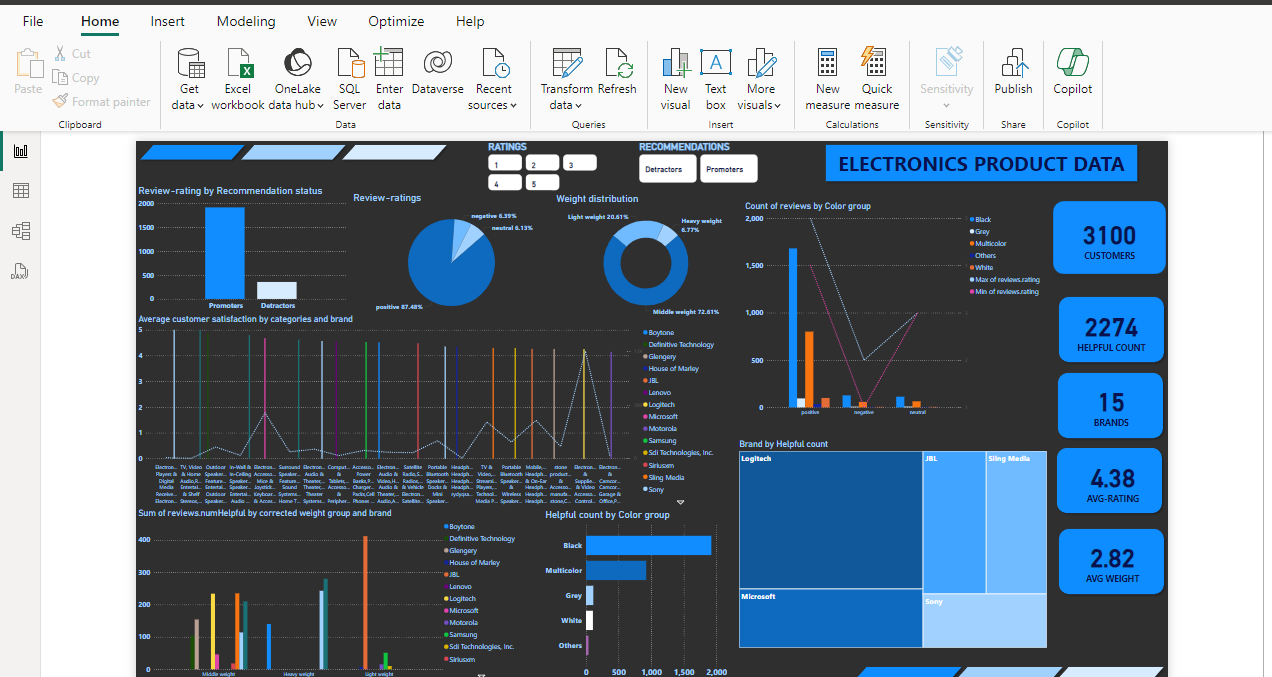 File Home Insert Modeling View Optimize Help
Paste
Cut
Copy
Format painter
Clipboard
Get data
Excel workbook
OneLake data hub
SQL Server
Enter data
Dataverse
Recent sources
Data
Transform data
Refresh
Queries
New visual
Text box
More visuals
Insert
New measure
Quick measure
Calculations
Sensitivity
Sensitivity
Publish
Share
Copilot
Copilot
RATINGS
1 2 3
4 5
RECOMMENDATIONS
Detractors Promoters
ELECTRONICS PRODUCT DATA
Review-rating by Recommendation status
2000
1500
1000
500
0
Promoters Detractors
Review-ratings
negative 6.39%
neutral 6.13%
positive 87.48%
Weight distribution
Light weight 20.61%
Heavy weight
6.77%
Middle weight 72.61%
Count of reviews by Color group
2,000
1,500
1,000
500
0
positive negative neutral
Black
Grey
Multicolor
Others
White
Max of reviews.rating
Min of reviews.rating
3100
CUSTOMERS
2274
HELPFUL COUNT
15
BRANDS
4.38
AVG-RATING
2.82
AVG WEIGHT
Average customer satisfaction by categories and brand
5
4
3
2
1
0
Boytone
Definitive Technology
Glengery
House of Marley
JBL
Lenovo
Logitech
Microsoft
Motorola
Samsung
Sdi Technologies, Inc.
Siriusxm
Sling Media
Sony
Brand by Helpful count
Logitech
JBL
Sling Media
Microsoft
Sony
Sum of reviews.numHelpful by corrected weight group and brand
400
300
200
100
0
Middle weight Heavy weight Light weight
Boytone
Definitive Technology
Glengery
House of Marley
JBL
Lenovo
Logitech
Microsoft
Motorola
Samsung
Sdi Technologies, Inc.
Siriusxm
Helpful count by Color group
Black
Multicolor
Grey
White
Others
0 500 1,000 1,500 2,000